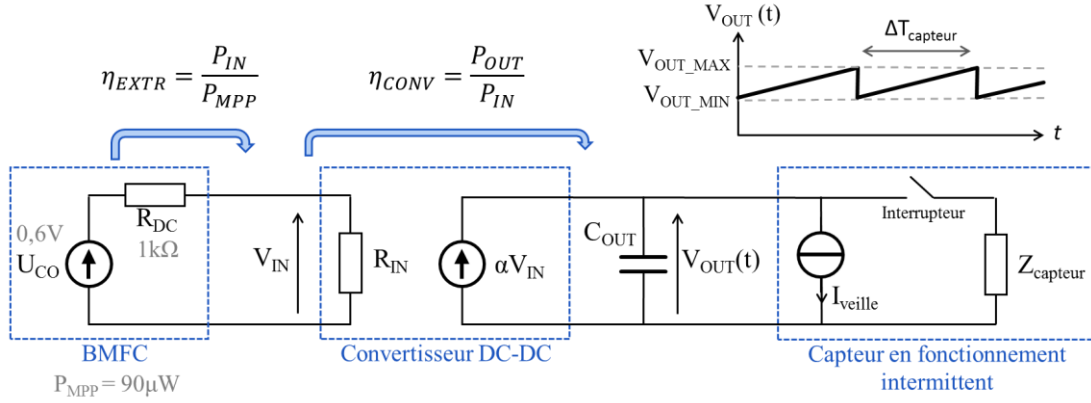 V_OUT (t)
ΔT_capteur
V_OUT_MAX
V_OUT_MIN
t
η_EXTR = P_IN / P_MPP
η_CONV = P_OUT / P_IN
0,6V
U_CO
R_DC
1kΩ
V_IN
R_IN
αV_IN
C_OUT
V_OUT(t)
I_veille
Interrupteur
Z_capteur
BMFC
P_MPP = 90µW
Convertisseur DC-DC
Capteur en fonctionnement
intermittent